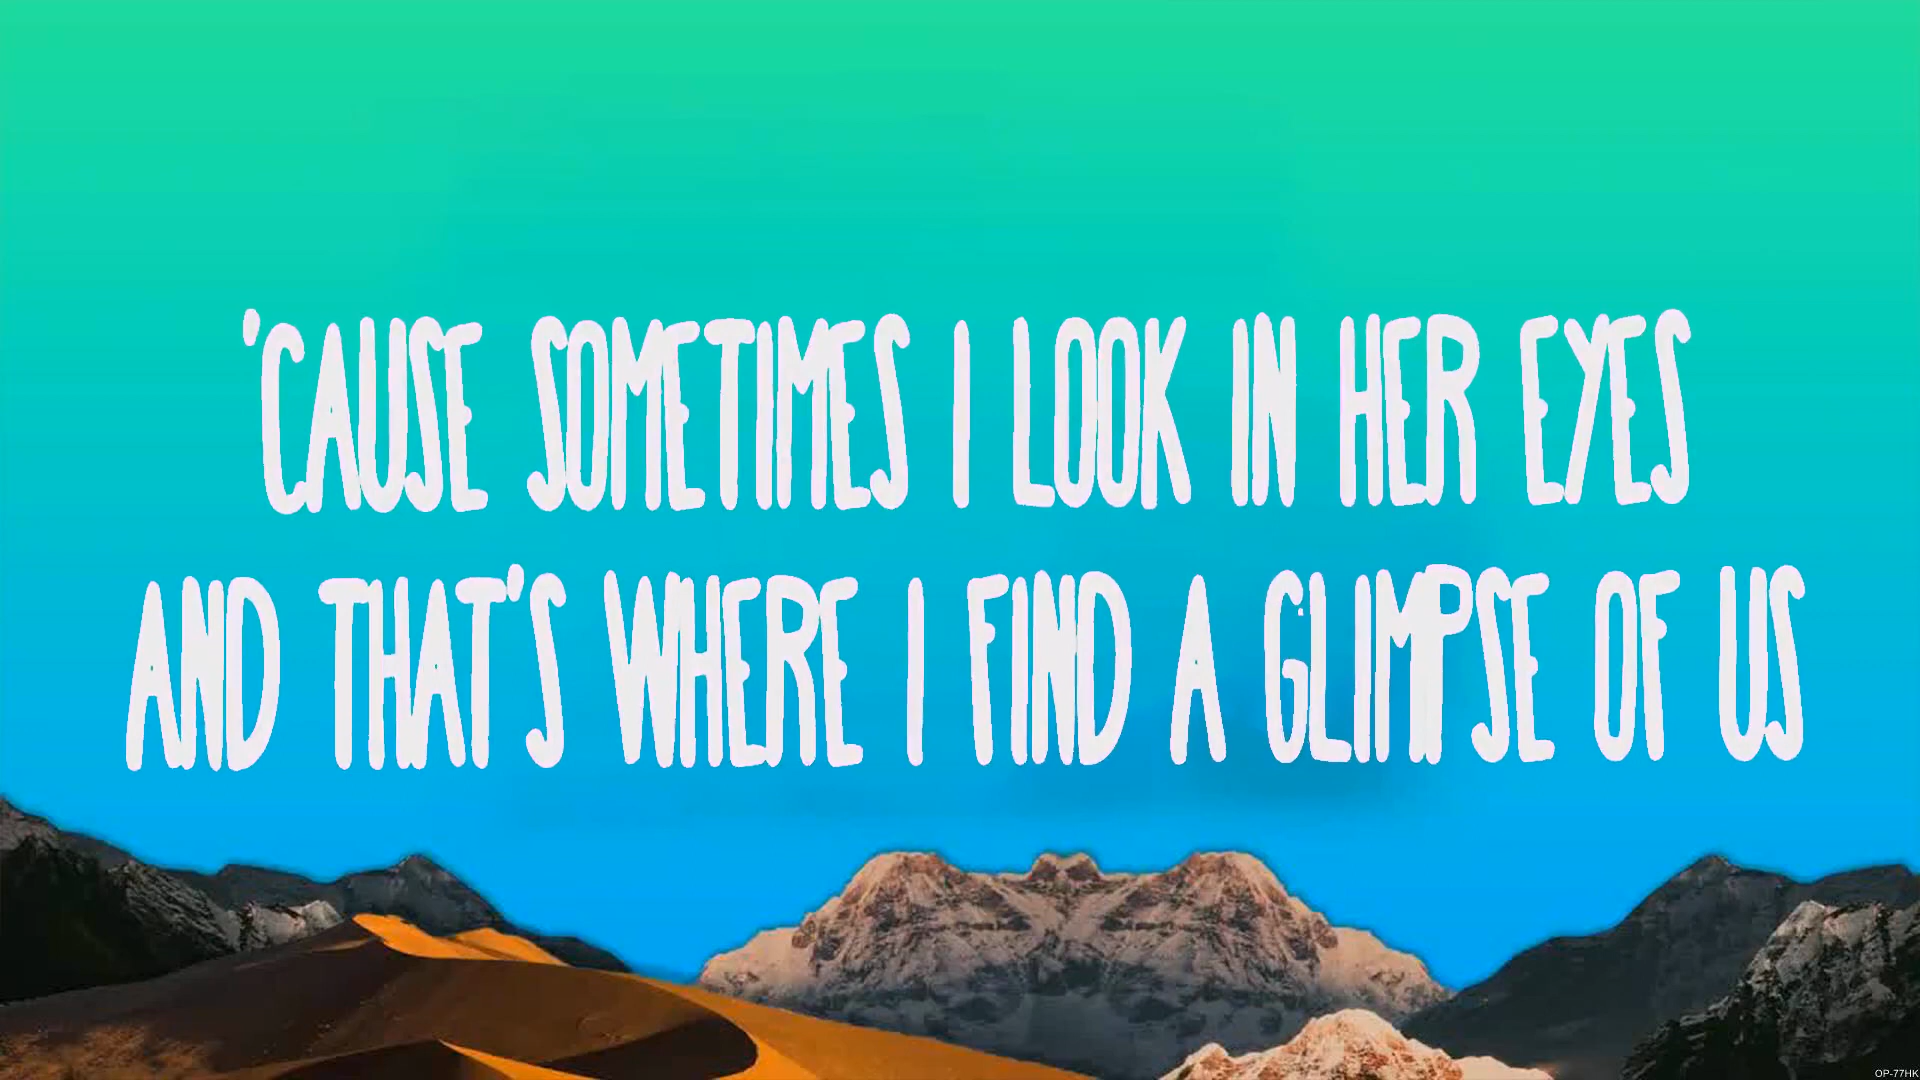 'CAUSE SOMETIMES I LOOK IN HER EYES
AND THAT'S WHERE I FIND A GLIMPSE OF US
OP-77HK